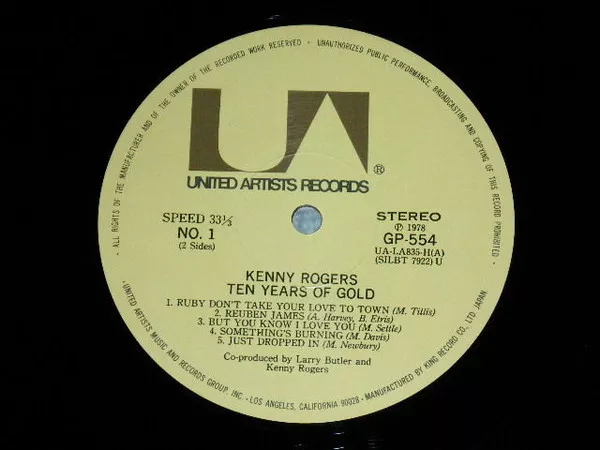 ALL RIGHTS OF THE MANUFACTURER AND OF THE OWNER OF THE RECORDED WORK RESERVED - UNAUTHORIZED PUBLIC PERFORMANCE, BROADCASTING AND COPYING OF THIS RECORD PROHIBITED -
UA®
UNITED ARTISTS RECORDS
SPEED 33⅓
NO. 1
(2 Sides)
STEREO
Ⓟ 1978
GP-554
UA-LA835-H(A)
(SILBT 7922) U
KENNY ROGERS
TEN YEARS OF GOLD
1. RUBY DON'T TAKE YOUR LOVE TO TOWN (M. Tillis)
2. REUBEN JAMES (A. Harvey, B. Etris)
3. BUT YOU KNOW I LOVE YOU (M. Settle)
4. SOMETHING'S BURNING (M. Davis)
5. JUST DROPPED IN (M. Newbury)
Co-produced by Larry Butler and
Kenny Rogers
UNITED ARTISTS MUSIC AND RECORDS GROUP, INC. - LOS ANGELES, CALIFORNIA 90028 - MANUFACTURED BY KING RECORD CO., LTD JAPAN